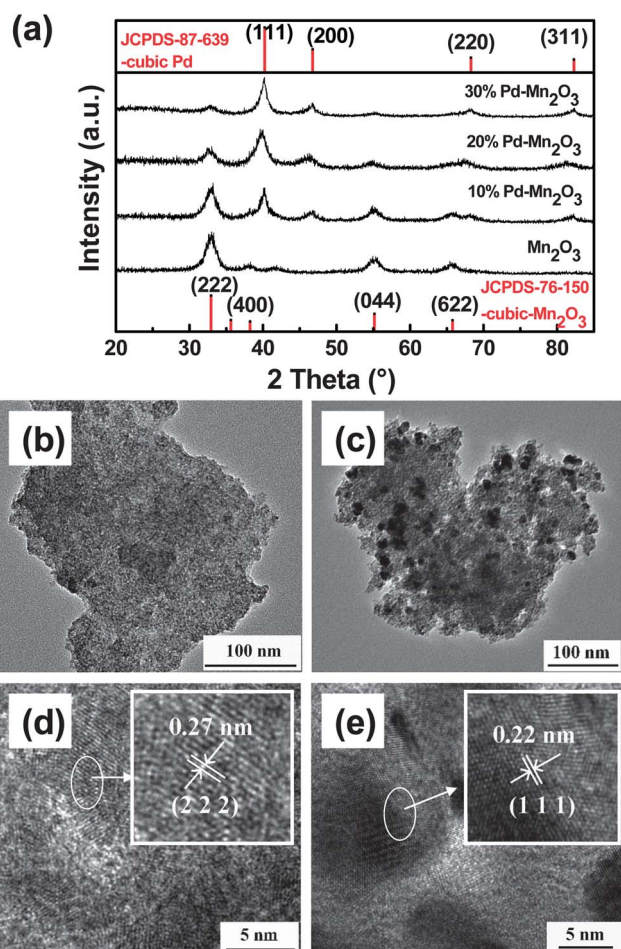 (a)
JCPDS-87-639
-cubic Pd
(111)
(200)
(220)
(311)
30% Pd-Mn2O3
20% Pd-Mn2O3
10% Pd-Mn2O3
Mn2O3
Intensity (a.u.)
(222)
(400)
(044)
(622)
JCPDS-76-150
-cubic-Mn2O3
20 30 40 50 60 70 80
2 Theta (°)
(b)
100 nm
(c)
100 nm
(d)
0.27 nm
(2 2 2)
5 nm
(e)
0.22 nm
(1 1 1)
5 nm